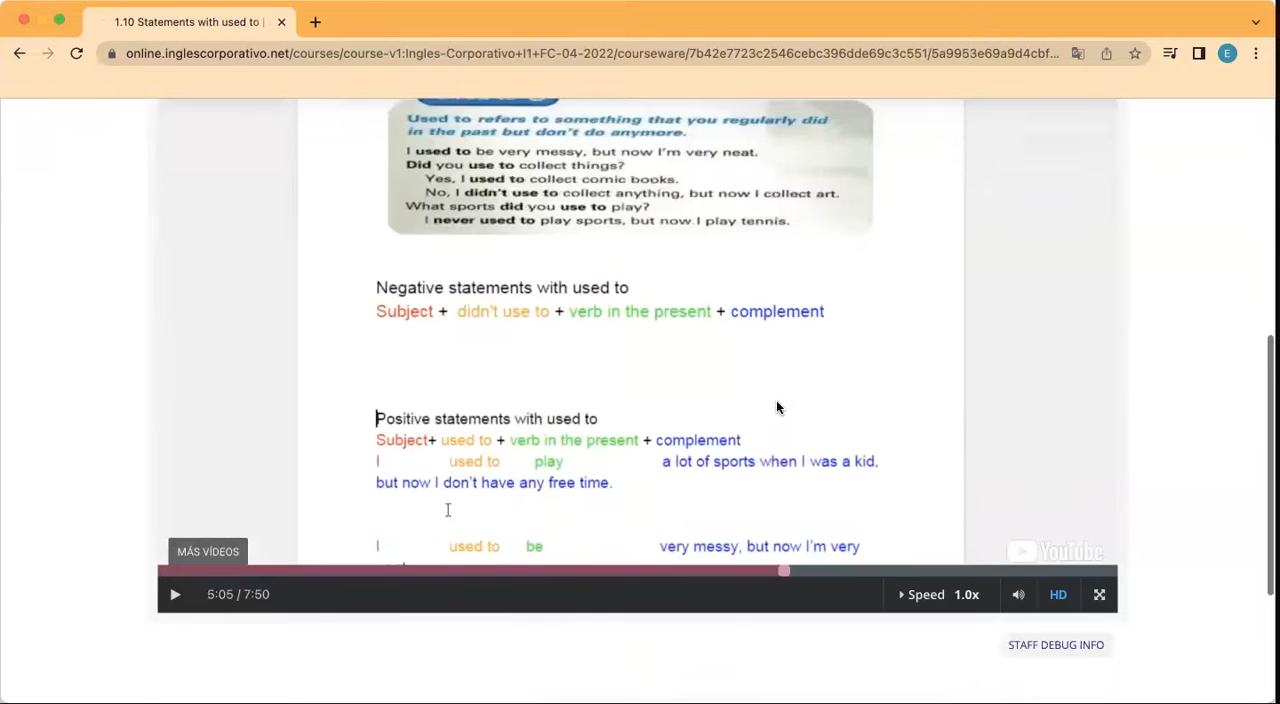 1.10 Statements with used to |
online.inglescorporativo.net/courses/course-v1:Ingles-Corporativo+I1+FC-04-2022/courseware/7b42e7723c2546cebc396dde69c3c551/5a9953e69a9d4cbf...
E
Used to refers to something that you regularly did
in the past but don't do anymore.
I used to be very messy, but now I'm very neat.
Did you use to collect things?
Yes, I used to collect comic books.
No, I didn't use to collect anything, but now I collect art.
What sports did you use to play?
I never used to play sports, but now I play tennis.
Negative statements with used to
Subject + didn't use to + verb in the present + complement
Positive statements with used to
Subject+ used to + verb in the present + complement
I used to play a lot of sports when I was a kid,
but now I don't have any free time.
I used to be very messy, but now I'm very
MÁS VÍDEOS
YouTube
5:05 / 7:50
Speed 1.0x
HD
STAFF DEBUG INFO